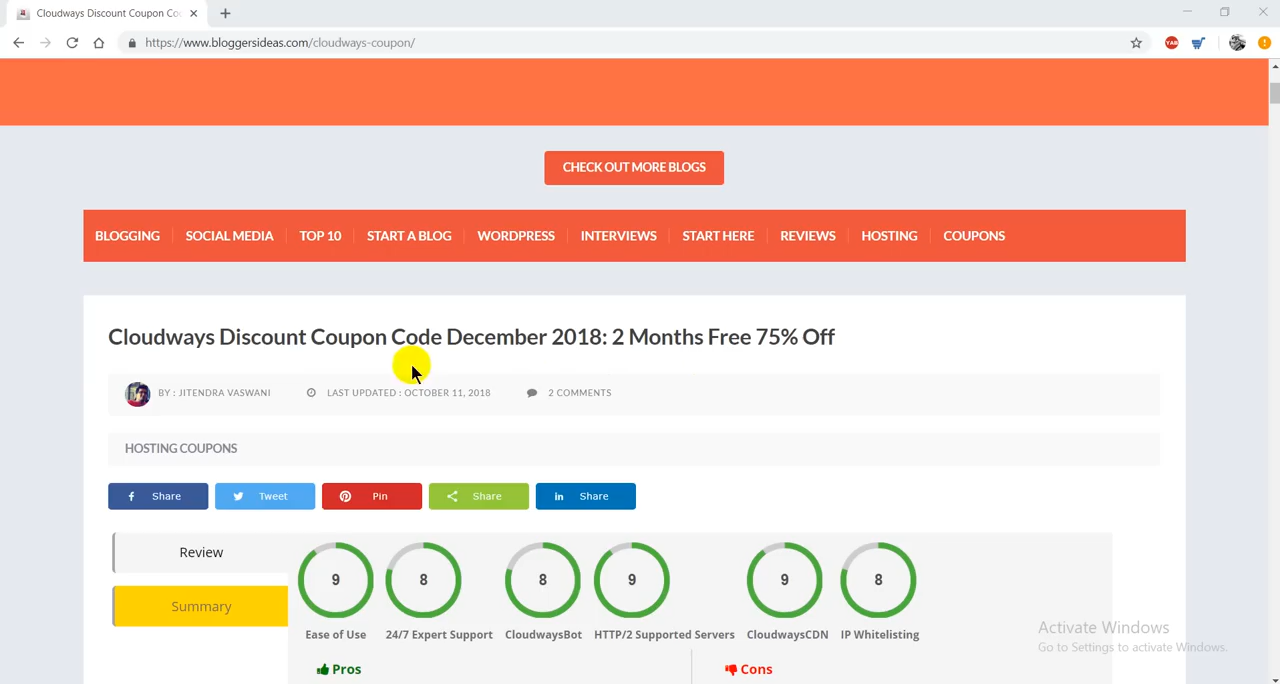 Cloudways Discount Coupon Co
https://www.bloggersideas.com/cloudways-coupon/
YAB
CHECK OUT MORE BLOGS
BLOGGING SOCIAL MEDIA TOP 10 START A BLOG WORDPRESS INTERVIEWS START HERE REVIEWS HOSTING COUPONS
Cloudways Discount Coupon Code December 2018: 2 Months Free 75% Off
BY : JITENDRA VASWANI LAST UPDATED : OCTOBER 11, 2018 2 COMMENTS
HOSTING COUPONS
Share Tweet Pin Share Share
Review
Summary
9 8 8 9 9 8
Ease of Use 24/7 Expert Support CloudwaysBot HTTP/2 Supported Servers CloudwaysCDN IP Whitelisting
Pros Cons
Activate Windows
Go to Settings to activate Windows.